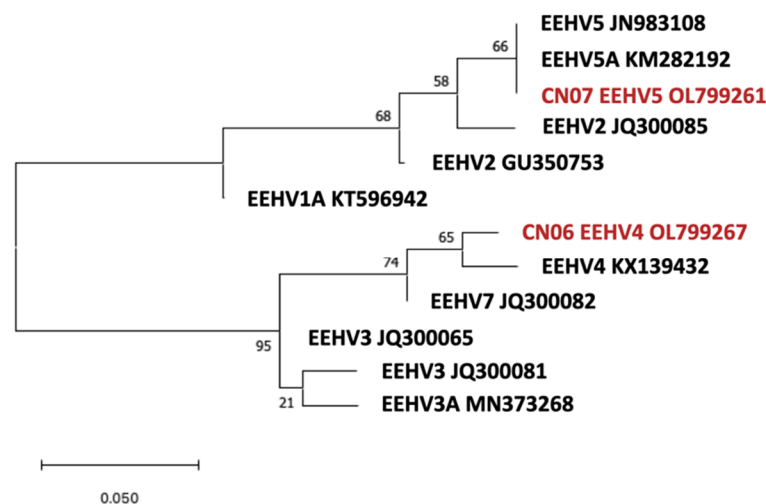 EEHV5 JN983108
66
EEHV5A KM282192
58
CN07 EEHV5 OL799261
68
EEHV2 JQ300085
EEHV2 GU350753
EEHV1A KT596942
65
CN06 EEHV4 OL799267
74
EEHV4 KX139432
EEHV7 JQ300082
95
EEHV3 JQ300065
EEHV3 JQ300081
21
EEHV3A MN373268
0.050